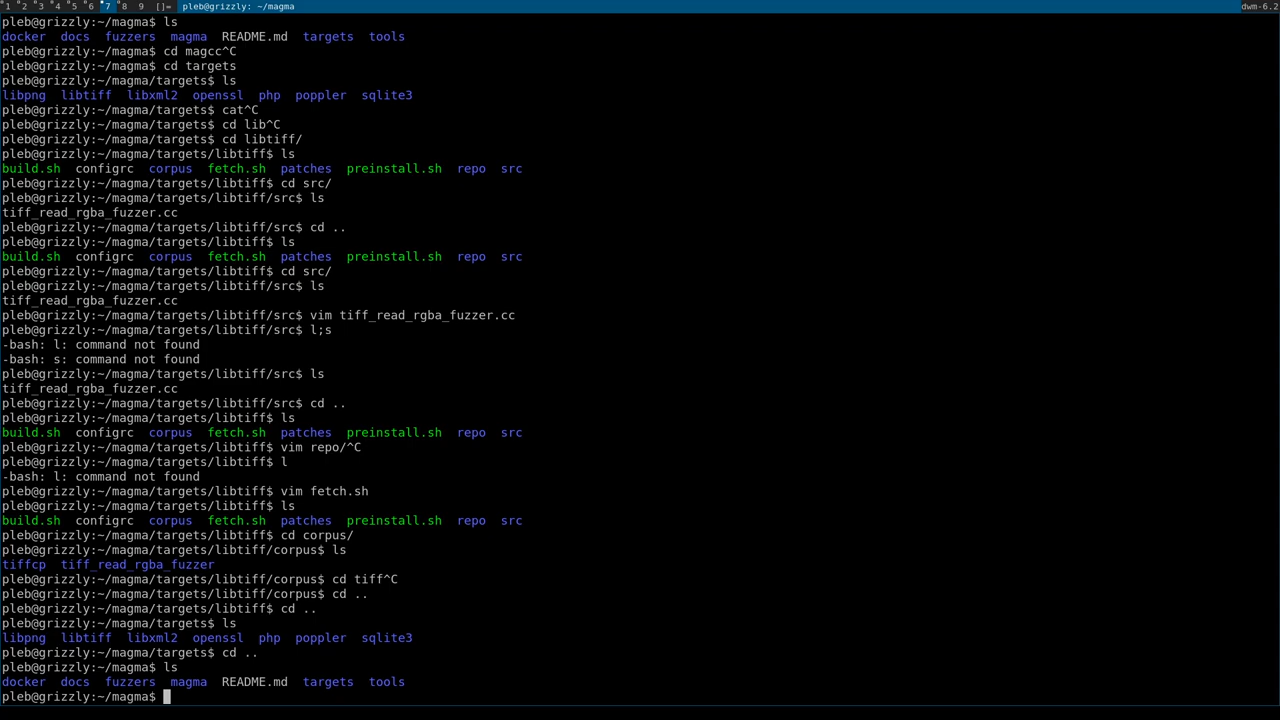 1 2 3 4 5 6 7 8 9 []= pleb@grizzly: ~/magma dwm-6.2
pleb@grizzly:~/magma$ ls
docker docs fuzzers magma README.md targets tools
pleb@grizzly:~/magma$ cd magcc^C
pleb@grizzly:~/magma$ cd targets
pleb@grizzly:~/magma/targets$ ls
libpng libtiff libxml2 openssl php poppler sqlite3
pleb@grizzly:~/magma/targets$ cat^C
pleb@grizzly:~/magma/targets$ cd lib^C
pleb@grizzly:~/magma/targets$ cd libtiff/
pleb@grizzly:~/magma/targets/libtiff$ ls
build.sh configrc corpus fetch.sh patches preinstall.sh repo src
pleb@grizzly:~/magma/targets/libtiff$ cd src/
pleb@grizzly:~/magma/targets/libtiff/src$ ls
tiff_read_rgba_fuzzer.cc
pleb@grizzly:~/magma/targets/libtiff/src$ cd ..
pleb@grizzly:~/magma/targets/libtiff$ ls
build.sh configrc corpus fetch.sh patches preinstall.sh repo src
pleb@grizzly:~/magma/targets/libtiff$ cd src/
pleb@grizzly:~/magma/targets/libtiff/src$ ls
tiff_read_rgba_fuzzer.cc
pleb@grizzly:~/magma/targets/libtiff/src$ vim tiff_read_rgba_fuzzer.cc
pleb@grizzly:~/magma/targets/libtiff/src$ l;s
-bash: l: command not found
-bash: s: command not found
pleb@grizzly:~/magma/targets/libtiff/src$ ls
tiff_read_rgba_fuzzer.cc
pleb@grizzly:~/magma/targets/libtiff/src$ cd ..
pleb@grizzly:~/magma/targets/libtiff$ ls
build.sh configrc corpus fetch.sh patches preinstall.sh repo src
pleb@grizzly:~/magma/targets/libtiff$ vim repo/^C
pleb@grizzly:~/magma/targets/libtiff$ l
-bash: l: command not found
pleb@grizzly:~/magma/targets/libtiff$ vim fetch.sh
pleb@grizzly:~/magma/targets/libtiff$ ls
build.sh configrc corpus fetch.sh patches preinstall.sh repo src
pleb@grizzly:~/magma/targets/libtiff$ cd corpus/
pleb@grizzly:~/magma/targets/libtiff/corpus$ ls
tiffcp tiff_read_rgba_fuzzer
pleb@grizzly:~/magma/targets/libtiff/corpus$ cd tiff^C
pleb@grizzly:~/magma/targets/libtiff/corpus$ cd ..
pleb@grizzly:~/magma/targets/libtiff$ cd ..
pleb@grizzly:~/magma/targets$ ls
libpng libtiff libxml2 openssl php poppler sqlite3
pleb@grizzly:~/magma/targets$ cd ..
pleb@grizzly:~/magma$ ls
docker docs fuzzers magma README.md targets tools
pleb@grizzly:~/magma$